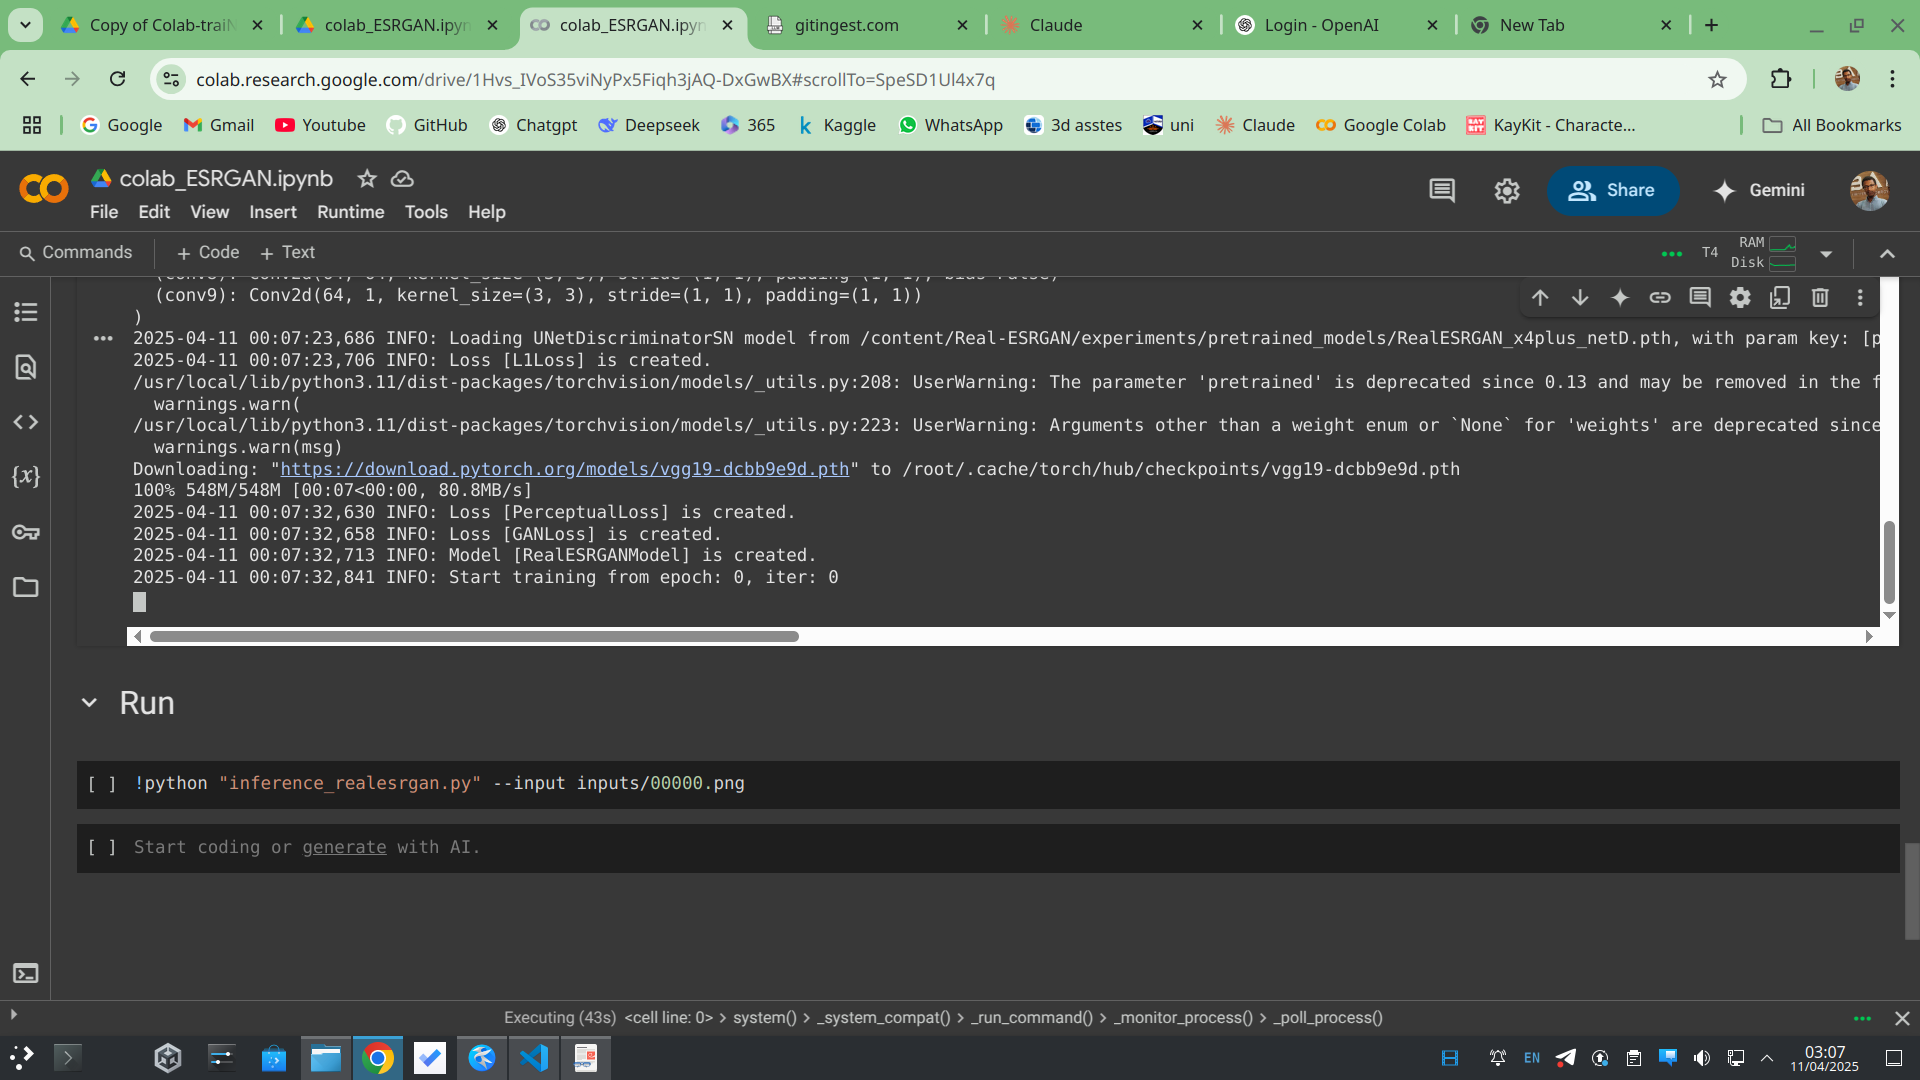 Copy of Colab-trai
colab_ESRGAN.ipyn
colab_ESRGAN.ipyn
gitingest.com
Claude
Login - OpenAI
New Tab
colab.research.google.com/drive/1Hvs_IVoS35viNyPx5Fiqh3jAQ-DxGwBX#scrollTo=SpeSD1Ul4x7q
Google
Gmail
Youtube
GitHub
Chatgpt
Deepseek
365
Kaggle
WhatsApp
3d asstes
uni
Claude
Google Colab
KayKit - Characte...
All Bookmarks
colab_ESRGAN.ipynb
Share
Gemini
File Edit View Insert Runtime Tools Help
Commands
+ Code + Text
T4
RAM
Disk
(conv9): Conv2d(64, 1, kernel_size=(3, 3), stride=(1, 1), padding=(1, 1))
)
2025-04-11 00:07:23,686 INFO: Loading UNetDiscriminatorSN model from /content/Real-ESRGAN/experiments/pretrained_models/RealESRGAN_x4plus_netD.pth, with param key: [p
2025-04-11 00:07:23,706 INFO: Loss [L1Loss] is created.
/usr/local/lib/python3.11/dist-packages/torchvision/models/_utils.py:208: UserWarning: The parameter 'pretrained' is deprecated since 0.13 and may be removed in the f
warnings.warn(
/usr/local/lib/python3.11/dist-packages/torchvision/models/_utils.py:223: UserWarning: Arguments other than a weight enum or `None` for 'weights' are deprecated since
warnings.warn(msg)
Downloading: "https://download.pytorch.org/models/vgg19-dcbb9e9d.pth" to /root/.cache/torch/hub/checkpoints/vgg19-dcbb9e9d.pth
100% 548M/548M [00:07<00:00, 80.8MB/s]
2025-04-11 00:07:32,630 INFO: Loss [PerceptualLoss] is created.
2025-04-11 00:07:32,658 INFO: Loss [GANLoss] is created.
2025-04-11 00:07:32,713 INFO: Model [RealESRGANModel] is created.
2025-04-11 00:07:32,841 INFO: Start training from epoch: 0, iter: 0
Run
[ ] !python "inference_realesrgan.py" --input inputs/00000.png
[ ] Start coding or generate with AI.
Executing (43s) <cell line: 0> > system() > _system_compat() > _run_command() > _monitor_process() > _poll_process()
EN
03:07
11/04/2025